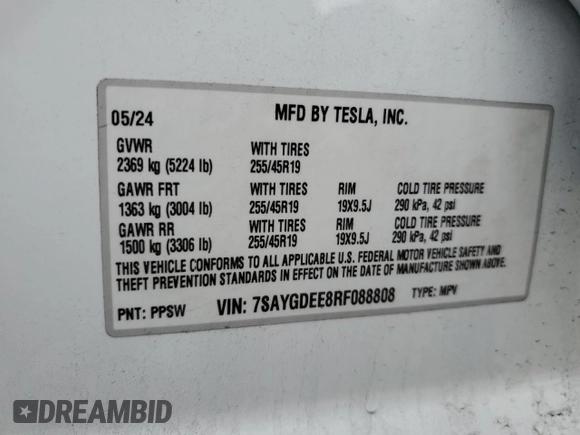 05/24 MFD BY TESLA, INC.
GVWR WITH TIRES
2369 kg (5224 lb) 255/45R19
GAWR FRT WITH TIRES RIM COLD TIRE PRESSURE
1363 kg (3004 lb) 255/45R19 19X9.5J 290 kPa, 42 psi
GAWR RR WITH TIRES RIM COLD TIRE PRESSURE
1500 kg (3306 lb) 255/45R19 19X9.5J 290 kPa, 42 psi
THIS VEHICLE CONFORMS TO ALL APPLICABLE U.S. FEDERAL MOTOR VEHICLE SAFETY AND
THEFT PREVENTION STANDARDS IN EFFECT ON THE DATE OF MANUFACTURE SHOWN ABOVE.
PNT: PPSW VIN: 7SAYGDEE8RF088808 TYPE: MPV
DREAMBID